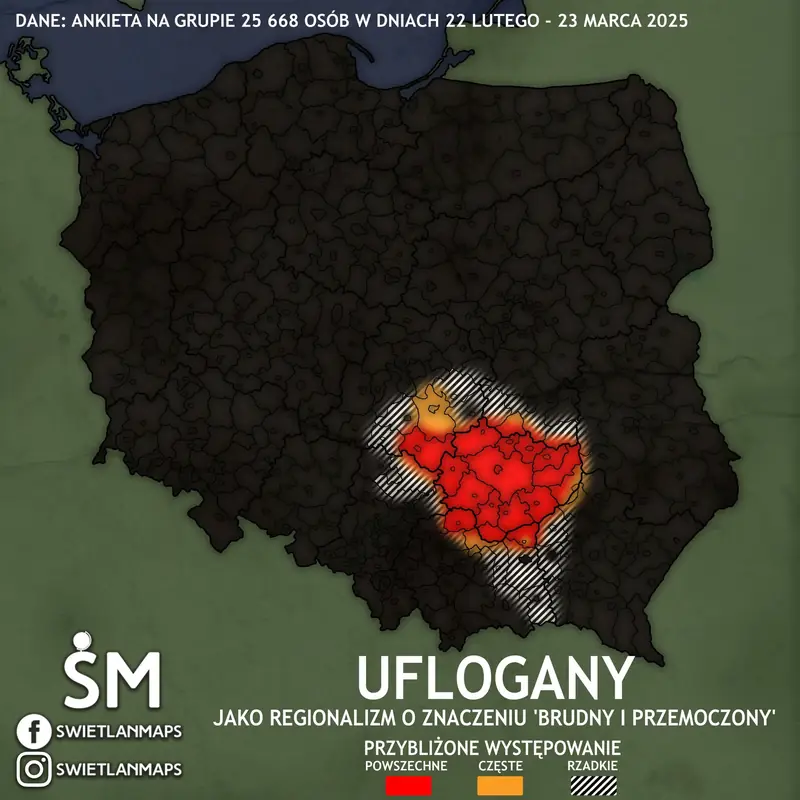 DANE: ANKIETA NA GRUPIE 25 668 OSÓB W DNIACH 22 LUTEGO - 23 MARCA 2025
ŚM
SWIETLANMAPS
SWIETLANMAPS
UFLOGANY
JAKO REGIONALIZM O ZNACZENIU 'BRUDNY I PRZEMOCZONY'
PRZYBLIŻONE WYSTĘPOWANIE
POWSZECHNE CZĘSTE RZADKIE